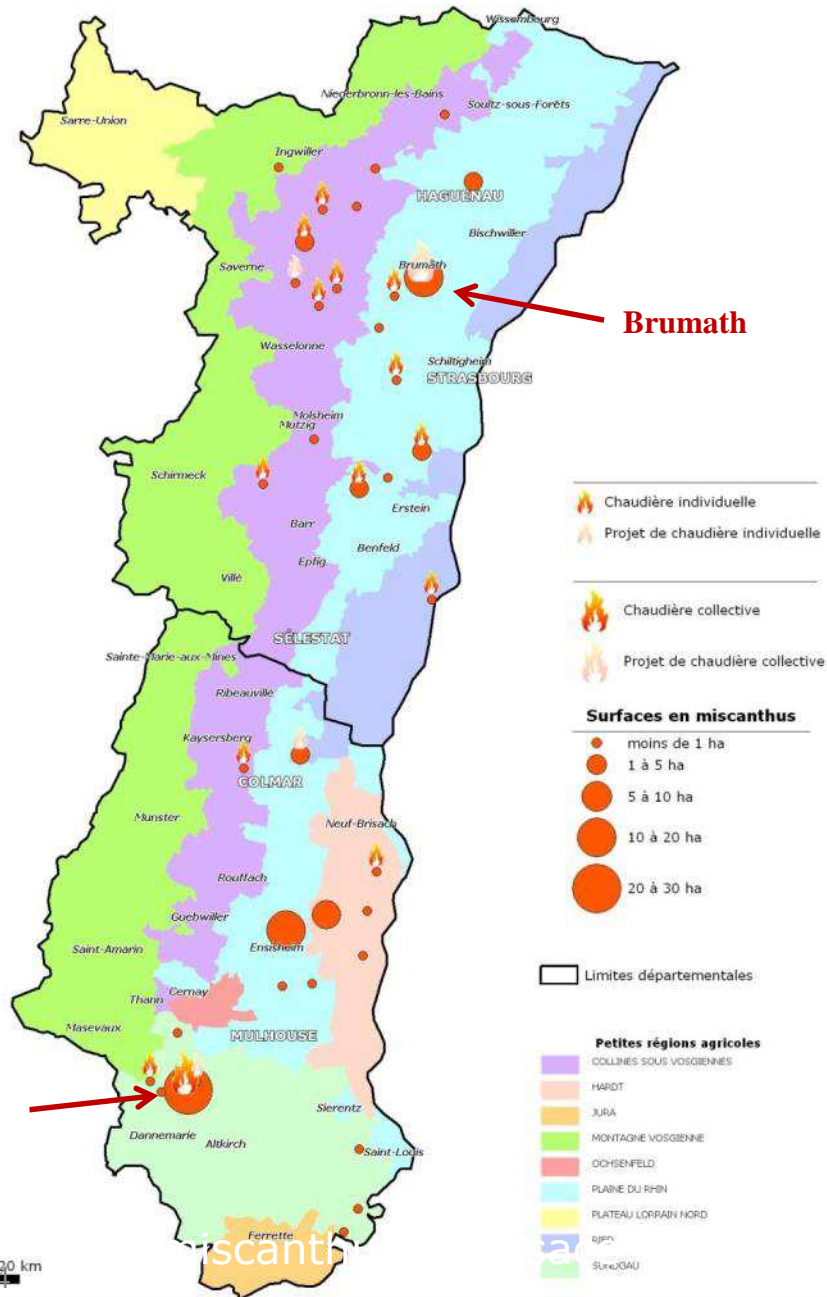 Wissembourg
Niederbronn-les-Bains
Soultz-sous-Forêts
Sarre-Union
Ingwiller
HAGUENAU
Bischwiller
Saverne
Brumath
Brumath
Wasselonne
Schiltigheim
STRASBOURG
Molsheim
Mutzig
Schirmeck
Erstein
Barr
Benfeld
Epfig
Villé
SÉLESTAT
Sainte-Marie-aux-Mines
Ribeauvillé
Kaysersberg
COLMAR
Munster
Neuf-Brisach
Rouffach
Guebwiller
Ensisheim
Saint-Amarin
Cernay
Thann
Masevaux
MULHOUSE
Sierentz
Dannemarie
Altkirch
Saint-Louis
Ferrette
20 km
Chaudière individuelle
Projet de chaudière individuelle
Chaudière collective
Projet de chaudière collective
Surfaces en miscanthus
moins de 1 ha
1 à 5 ha
5 à 10 ha
10 à 20 ha
20 à 30 ha
Limites départementales
Petites régions agricoles
COLLINES SOUS VOSGIENNES
HARDT
JURA
MONTAGNE VOSGIENNE
OCHSENFELD
PLAINE DU RHIN
PLATEAU LORRAIN NORD
RIED
SUNDGAU